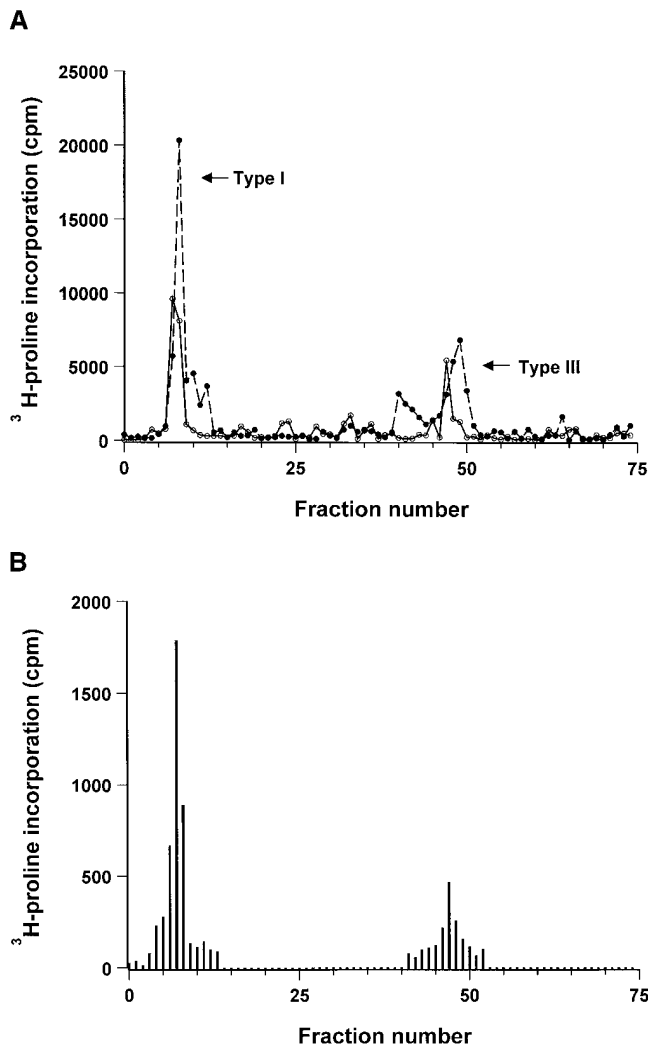 A
25000
20000
15000
10000
5000
0
³H-proline incorporation (cpm)
Type I
Type III
0 25 50 75
Fraction number
B
2000
1500
1000
500
0
³H-proline incorporation (cpm)
0 25 50 75
Fraction number